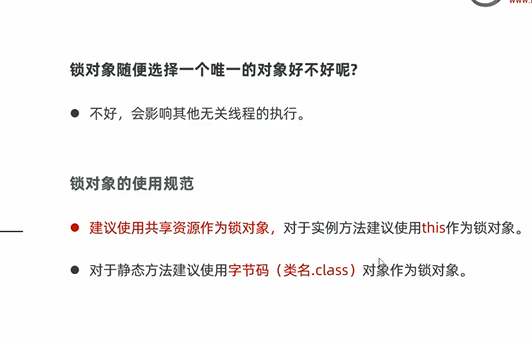 锁对象随便选择一个唯一的对象好不好呢?
● 不好，会影响其他无关线程的执行。
锁对象的使用规范
● 建议使用共享资源作为锁对象，对于实例方法建议使用this作为锁对象。
● 对于静态方法建议使用字节码（类名.class）对象作为锁对象。